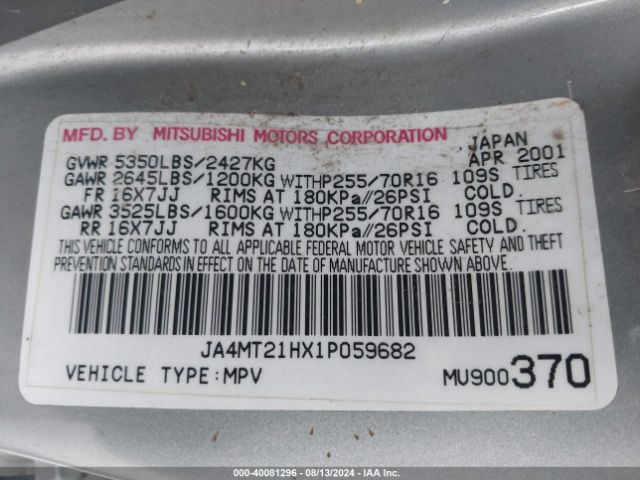 MFD. BY MITSUBISHI MOTORS CORPORATION JAPAN
GVWR 5350LBS/2427KG APR 2001
GAWR 2645LBS/1200KG WITHP255/70R16 109S TIRES
FR 16X7JJ RIMS AT 180KPa//26PSI COLD.
GAWR 3525LBS/1600KG WITHP255/70R16 109S TIRES
RR 16X7JJ RIMS AT 180KPa//26PSI COLD.
THIS VEHICLE CONFORMS TO ALL APPLICABLE FEDERAL MOTOR VEHICLE SAFETY AND THEFT
PREVENTION STANDARDS IN EFFECT ON THE DATE OF MANUFACTURE SHOWN ABOVE.
JA4MT21HX1P059682
VEHICLE TYPE:MPV MU900370
000-40081296 - 08/13/2024 - IAA Inc.